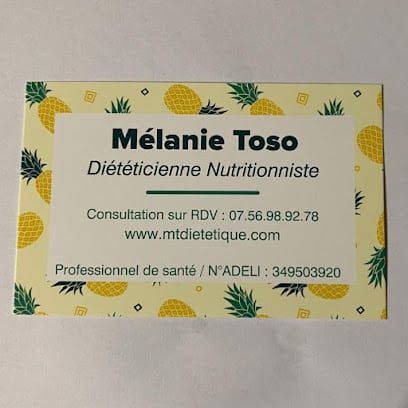 Mélanie Toso
Diététicienne Nutritionniste
Consultation sur RDV : 07.56.98.92.78
www.mtdietetique.com
Professionnel de santé / N°ADELI : 349503920